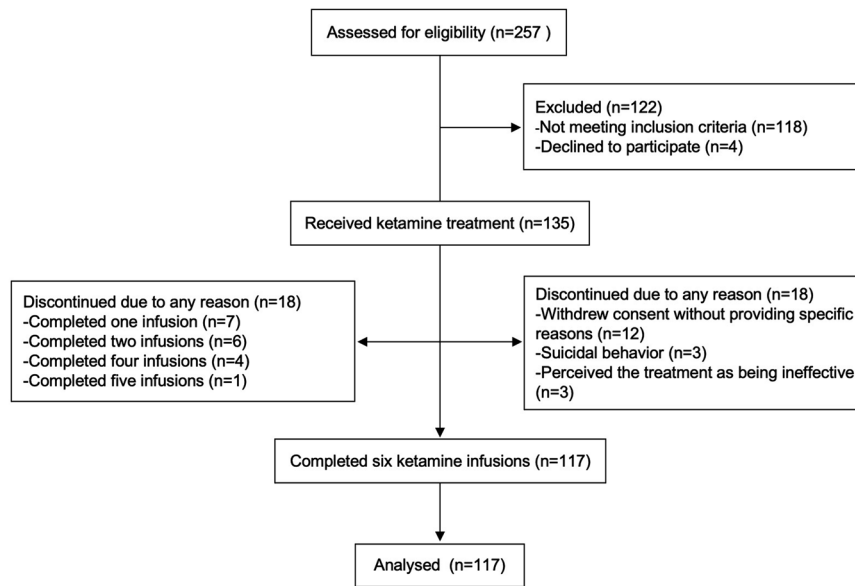 Assessed for eligibility (n=257 )
Excluded (n=122)
-Not meeting inclusion criteria (n=118)
-Declined to participate (n=4)
Received ketamine treatment (n=135)
Discontinued due to any reason (n=18)
-Completed one infusion (n=7)
-Completed two infusions (n=6)
-Completed four infusions (n=4)
-Completed five infusions (n=1)
Discontinued due to any reason (n=18)
-Withdrew consent without providing specific
reasons (n=12)
-Suicidal behavior (n=3)
-Perceived the treatment as being ineffective
(n=3)
Completed six ketamine infusions (n=117)
Analysed (n=117)